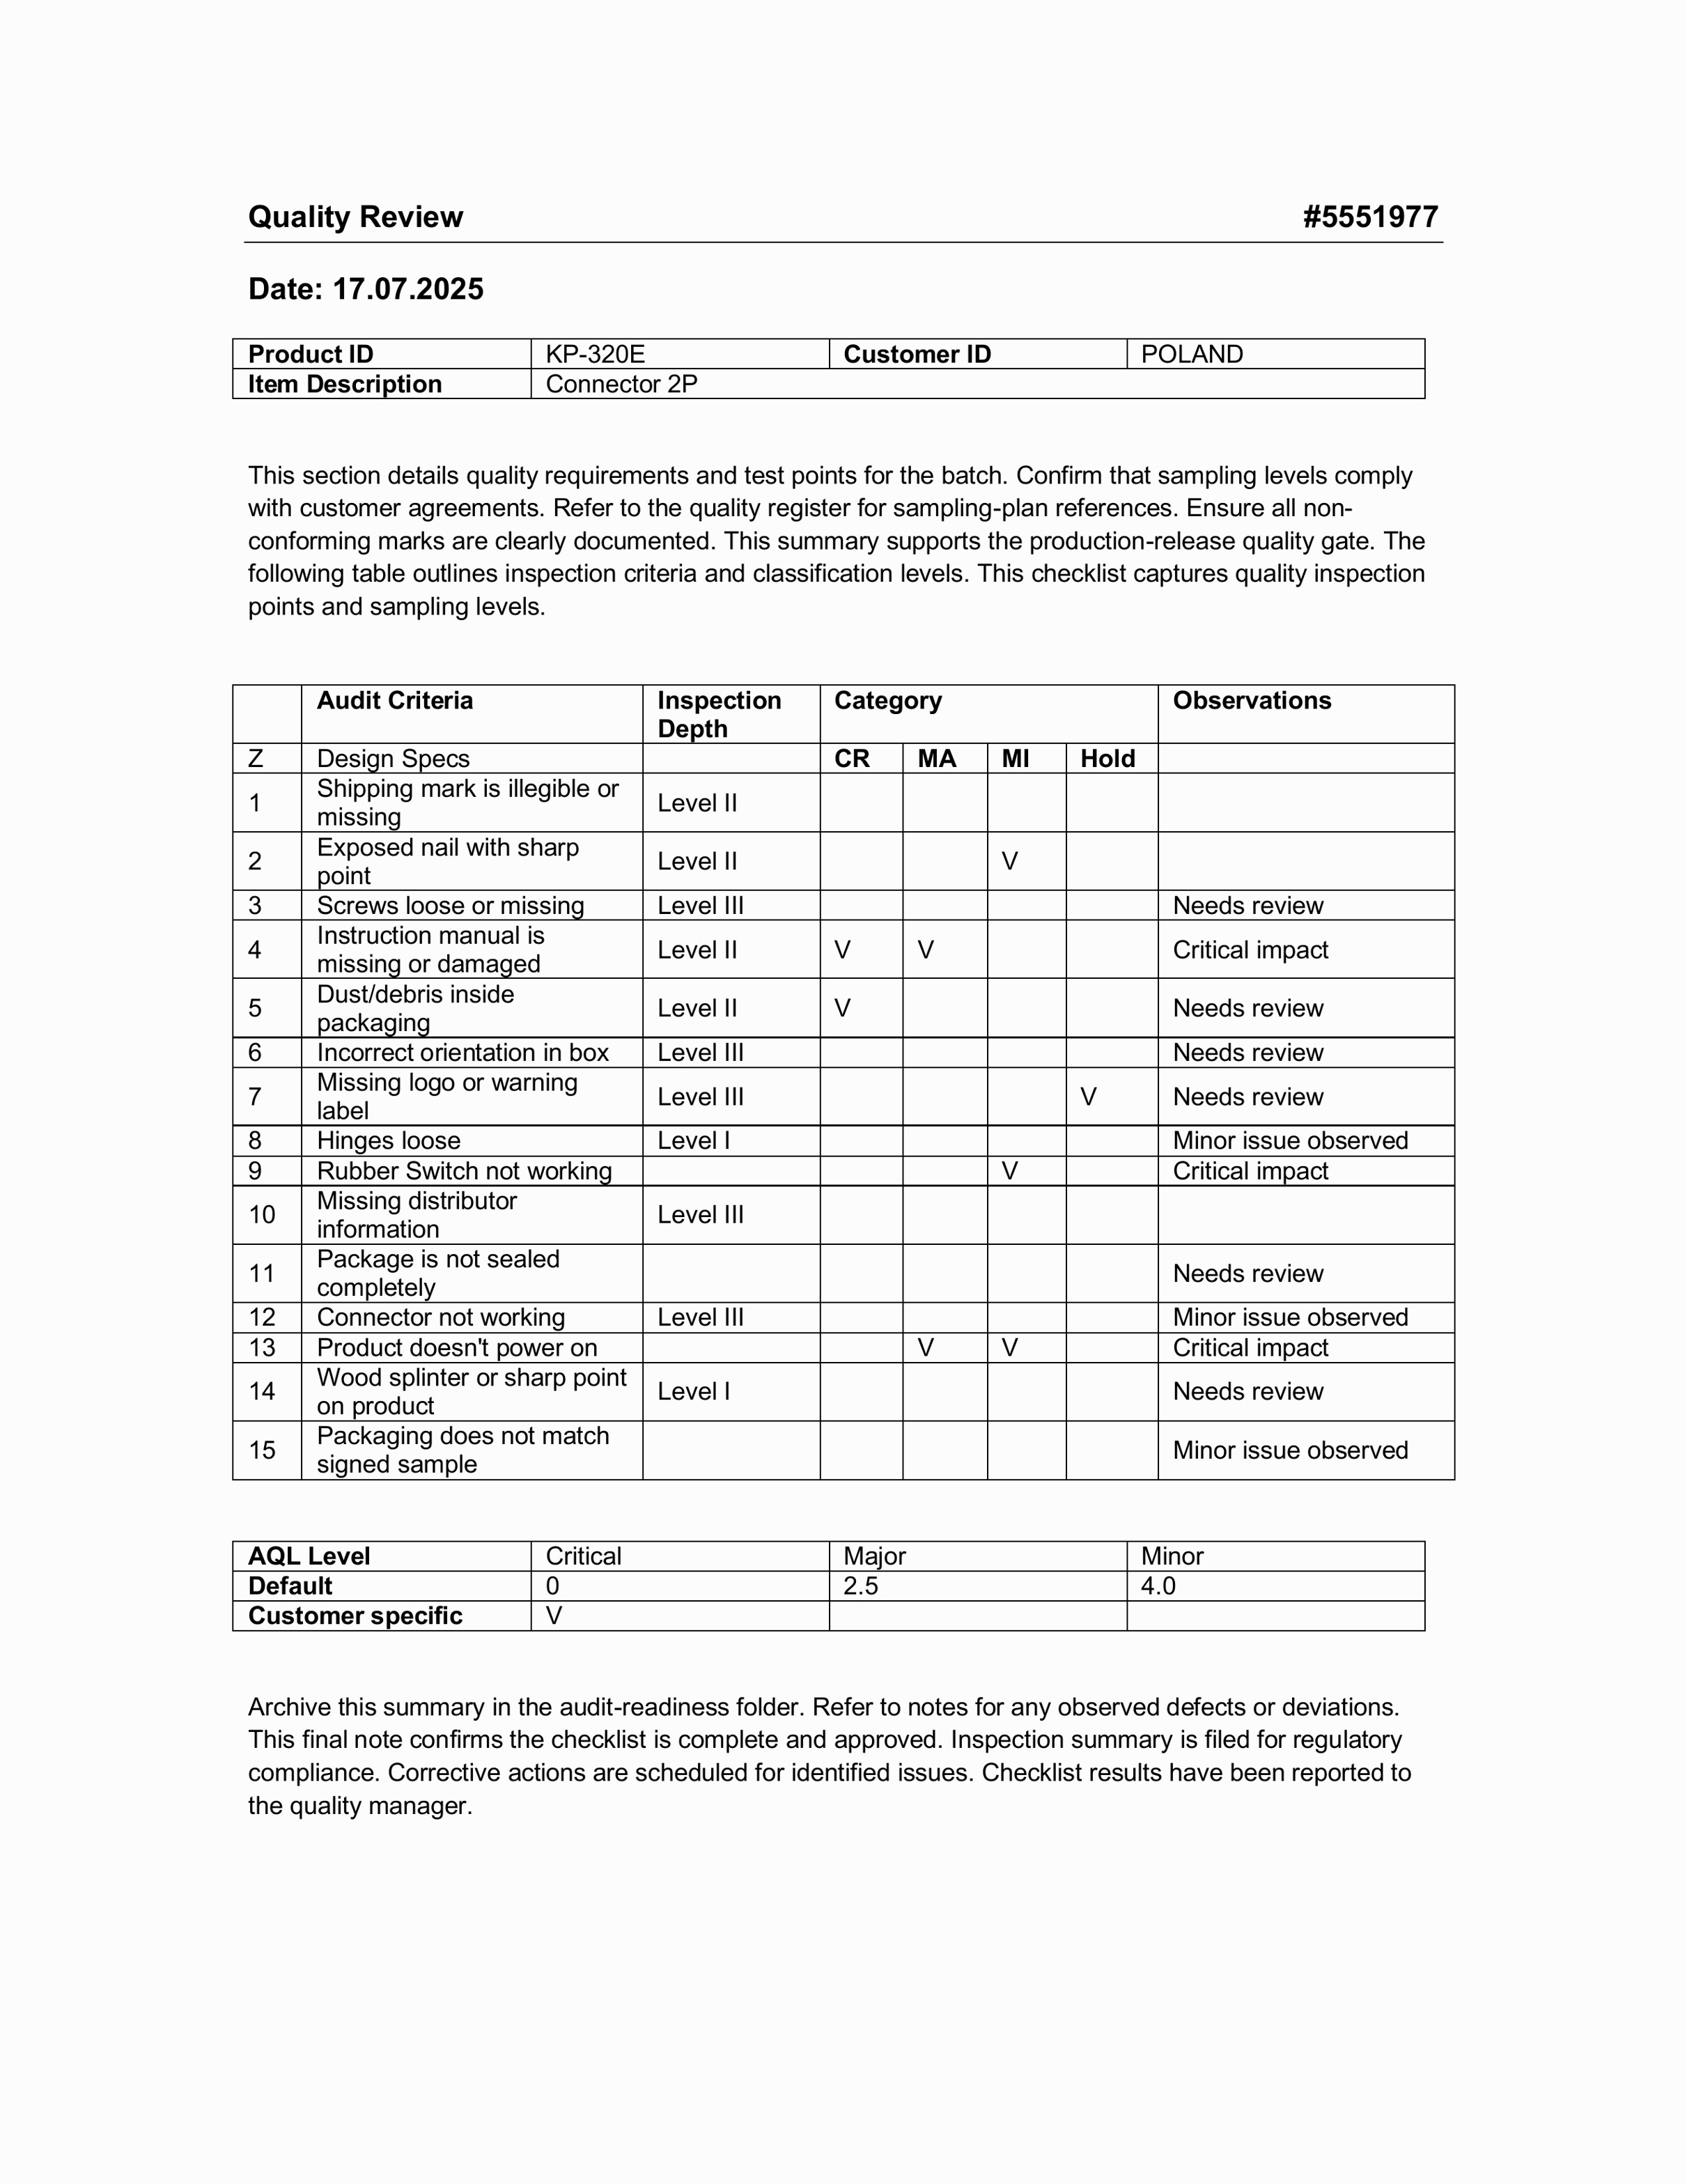 Quality Review #5551977
Date: 17.07.2025
Product ID KP-320E Customer ID POLAND
Item Description Connector 2P
This section details quality requirements and test points for the batch. Confirm that sampling levels comply
with customer agreements. Refer to the quality register for sampling-plan references. Ensure all non-
conforming marks are clearly documented. This summary supports the production-release quality gate. The
following table outlines inspection criteria and classification levels. This checklist captures quality inspection
points and sampling levels.
Audit Criteria Inspection Depth Category Observations
Z Design Specs CR MA MI Hold
1 Shipping mark is illegible or missing Level II
2 Exposed nail with sharp point Level II V
3 Screws loose or missing Level III Needs review
4 Instruction manual is missing or damaged Level II V V Critical impact
5 Dust/debris inside packaging Level II V Needs review
6 Incorrect orientation in box Level III Needs review
7 Missing logo or warning label Level III V Needs review
8 Hinges loose Level I Minor issue observed
9 Rubber Switch not working V Critical impact
10 Missing distributor information Level III
11 Package is not sealed completely Needs review
12 Connector not working Level III Minor issue observed
13 Product doesn't power on V V Critical impact
14 Wood splinter or sharp point on product Level I Needs review
15 Packaging does not match signed sample Minor issue observed
AQL Level Critical Major Minor
Default 0 2.5 4.0
Customer specific V
Archive this summary in the audit-readiness folder. Refer to notes for any observed defects or deviations.
This final note confirms the checklist is complete and approved. Inspection summary is filed for regulatory
compliance. Corrective actions are scheduled for identified issues. Checklist results have been reported to
the quality manager.